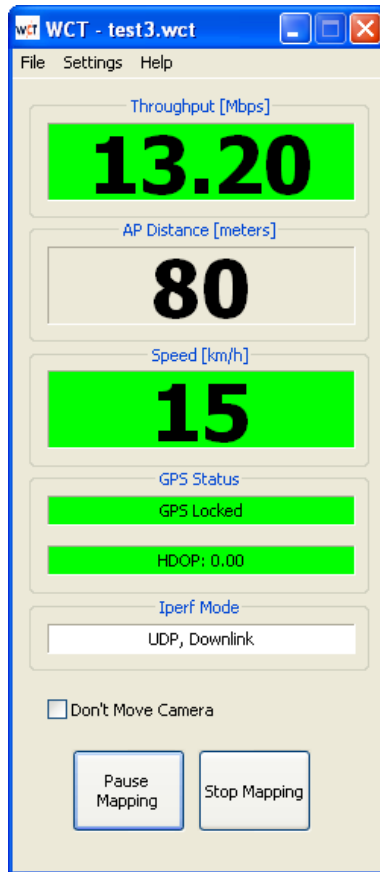 WCT WCT - test3.wct
File Settings Help
Throughput [Mbps]
13.20
AP Distance [meters]
80
Speed [km/h]
15
GPS Status
GPS Locked
HDOP: 0.00
Iperf Mode
UDP, Downlink
Don't Move Camera
Pause
Mapping
Stop Mapping